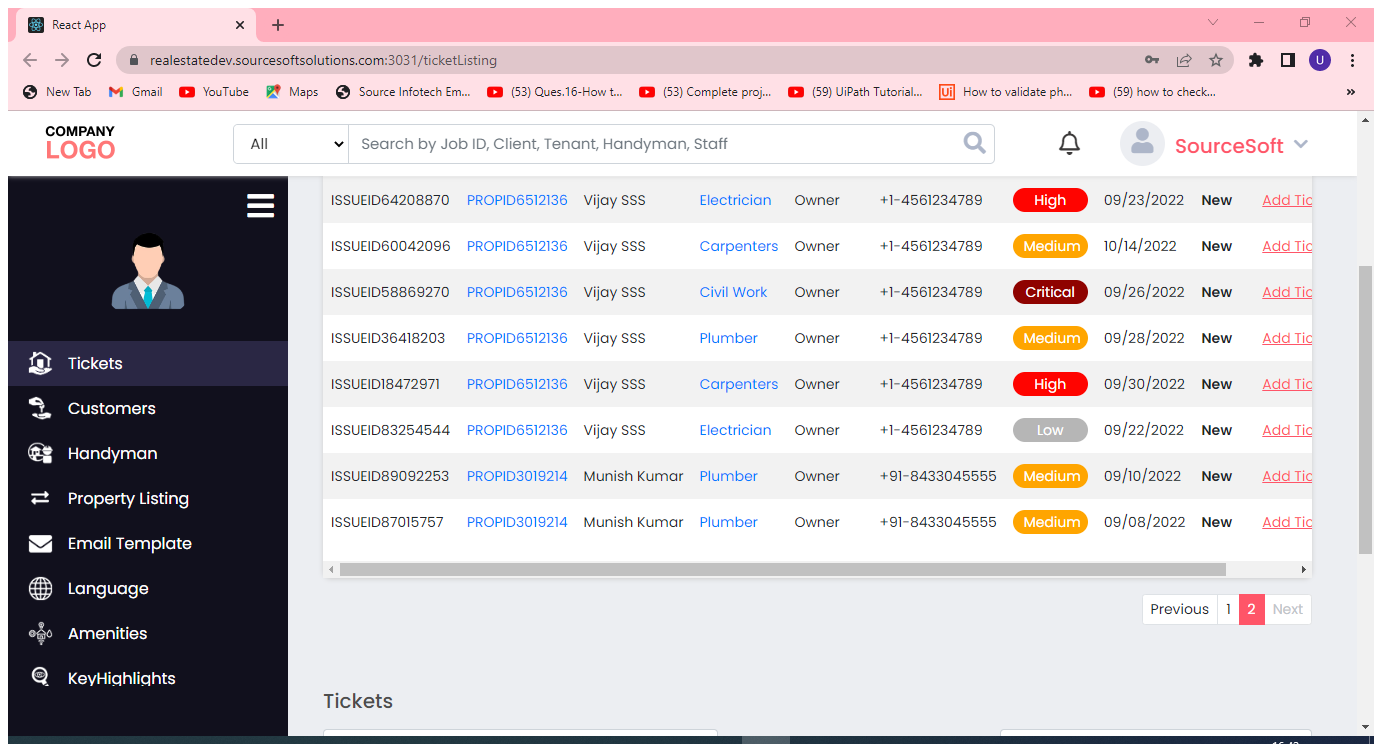 React App
realestatedev.sourcesoftsolutions.com:3031/ticketListing
U
New Tab Gmail YouTube Maps Source Infotech Em... (53) Ques.16-How t... (53) Complete proj... (59) UiPath Tutorial... Ui How to validate ph... (59) how to check... »
COMPANY
LOGO
All Search by Job ID, Client, Tenant, Handyman, Staff
SourceSoft
Tickets
Customers
Handyman
Property Listing
Email Template
Language
Amenities
KeyHighlights
ISSUEID64208870 PROPID6512136 Vijay SSS Electrician Owner +1-4561234789 High 09/23/2022 New Add Tic
ISSUEID60042096 PROPID6512136 Vijay SSS Carpenters Owner +1-4561234789 Medium 10/14/2022 New Add Tic
ISSUEID58869270 PROPID6512136 Vijay SSS Civil Work Owner +1-4561234789 Critical 09/26/2022 New Add Tic
ISSUEID36418203 PROPID6512136 Vijay SSS Plumber Owner +1-4561234789 Medium 09/28/2022 New Add Tic
ISSUEID18472971 PROPID6512136 Vijay SSS Carpenters Owner +1-4561234789 High 09/30/2022 New Add Tic
ISSUEID83254544 PROPID6512136 Vijay SSS Electrician Owner +1-4561234789 Low 09/22/2022 New Add Tic
ISSUEID89092253 PROPID3019214 Munish Kumar Plumber Owner +91-8433045555 Medium 09/10/2022 New Add Tic
ISSUEID87015757 PROPID3019214 Munish Kumar Plumber Owner +91-8433045555 Medium 09/08/2022 New Add Tic
Previous 1 2 Next
Tickets